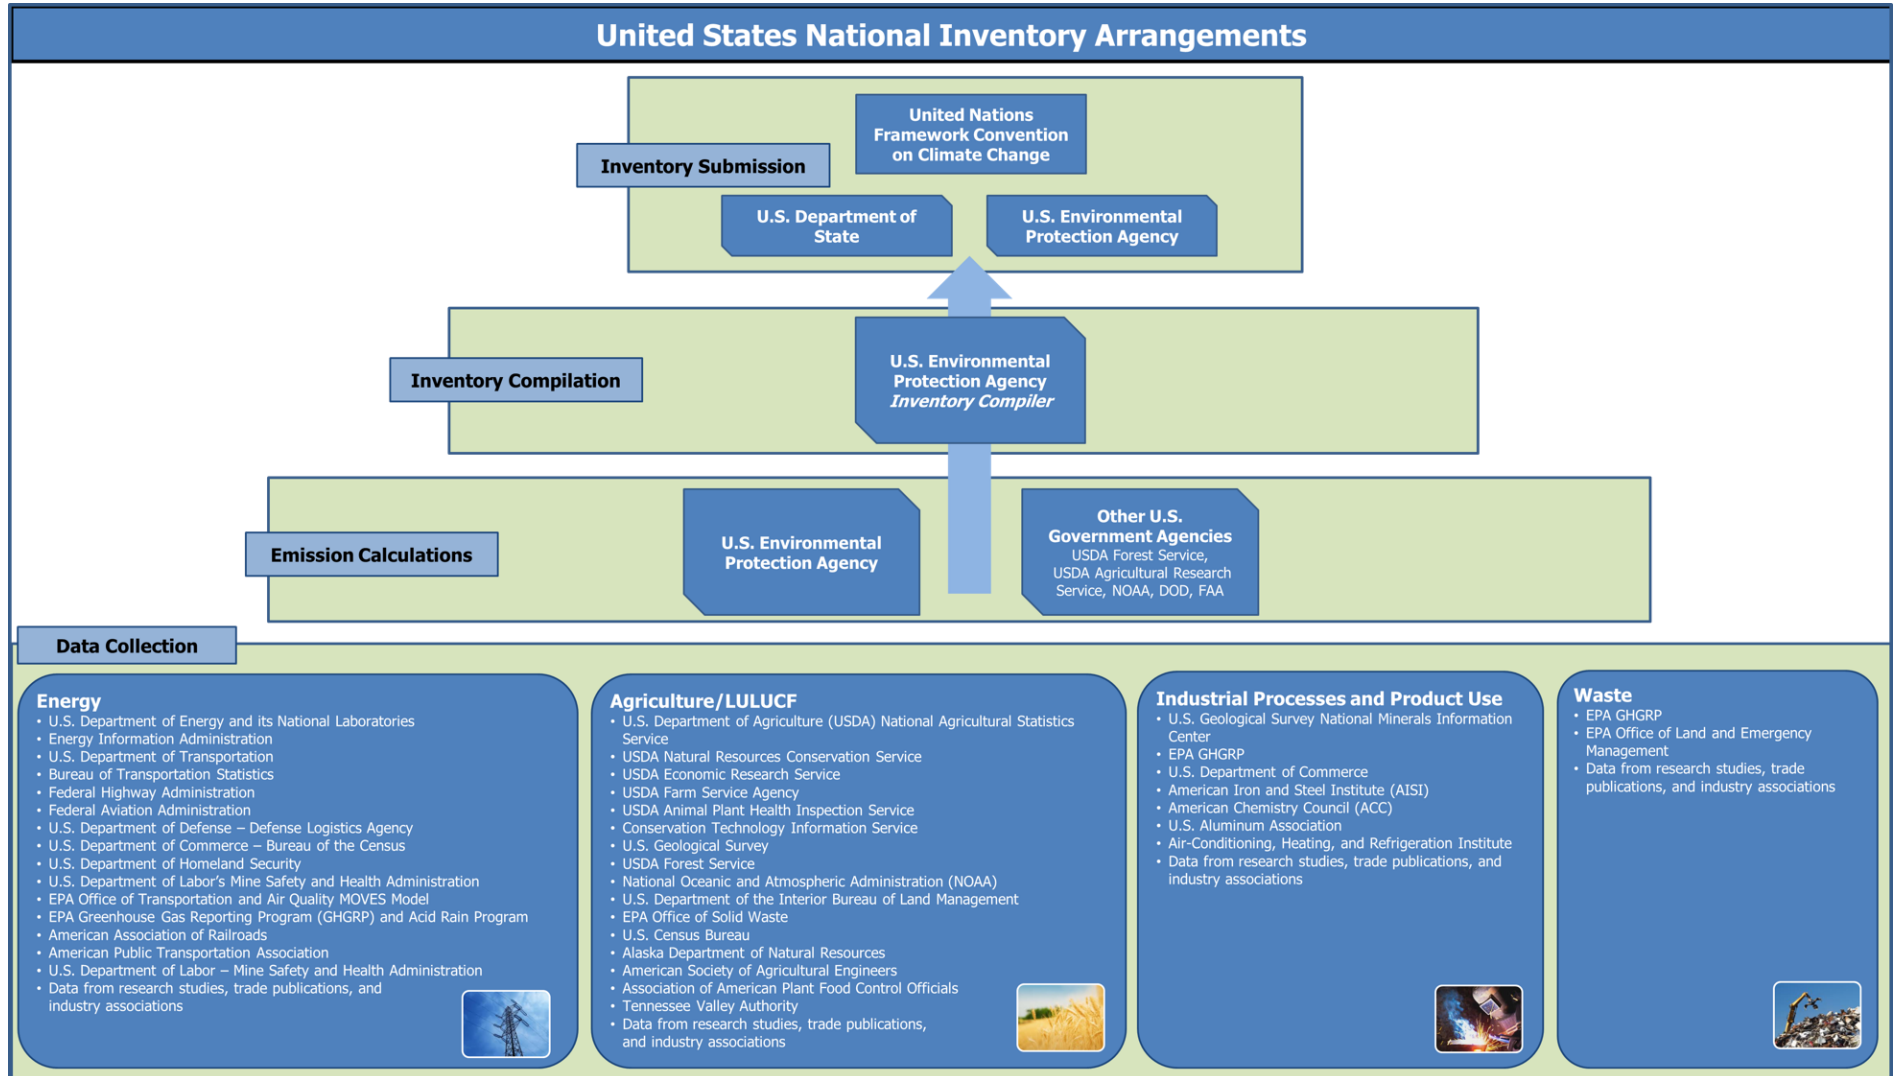 United States National Inventory Arrangements
Inventory Submission
United Nations
Framework Convention
on Climate Change
U.S. Department of
State
U.S. Environmental
Protection Agency
Inventory Compilation
U.S. Environmental
Protection Agency
Inventory Compiler
Emission Calculations
U.S. Environmental
Protection Agency
Other U.S.
Government Agencies
USDA Forest Service,
USDA Agricultural Research
Service, NOAA, DOD, FAA
Data Collection
Energy
• U.S. Department of Energy and its National Laboratories
• Energy Information Administration
• U.S. Department of Transportation
• Bureau of Transportation Statistics
• Federal Highway Administration
• Federal Aviation Administration
• U.S. Department of Defense – Defense Logistics Agency
• U.S. Department of Commerce – Bureau of the Census
• U.S. Department of Homeland Security
• U.S. Department of Labor's Mine Safety and Health Administration
• EPA Office of Transportation and Air Quality MOVES Model
• EPA Greenhouse Gas Reporting Program (GHGRP) and Acid Rain Program
• American Association of Railroads
• American Public Transportation Association
• U.S. Department of Labor – Mine Safety and Health Administration
• Data from research studies, trade publications, and
industry associations
Agriculture/LULUCF
• U.S. Department of Agriculture (USDA) National Agricultural Statistics
Service
• USDA Natural Resources Conservation Service
• USDA Economic Research Service
• USDA Farm Service Agency
• USDA Animal Plant Health Inspection Service
• Conservation Technology Information Service
• U.S. Geological Survey
• USDA Forest Service
• National Oceanic and Atmospheric Administration (NOAA)
• U.S. Department of the Interior Bureau of Land Management
• EPA Office of Solid Waste
• U.S. Census Bureau
• Alaska Department of Natural Resources
• American Society of Agricultural Engineers
• Association of American Plant Food Control Officials
• Tennessee Valley Authority
• Data from research studies, trade publications,
and industry associations
Industrial Processes and Product Use
• U.S. Geological Survey National Minerals Information
Center
• EPA GHGRP
• U.S. Department of Commerce
• American Iron and Steel Institute (AISI)
• American Chemistry Council (ACC)
• U.S. Aluminum Association
• Air-Conditioning, Heating, and Refrigeration Institute
• Data from research studies, trade publications, and
industry associations
Waste
• EPA GHGRP
• EPA Office of Land and Emergency
Management
• Data from research studies, trade
publications, and industry associations